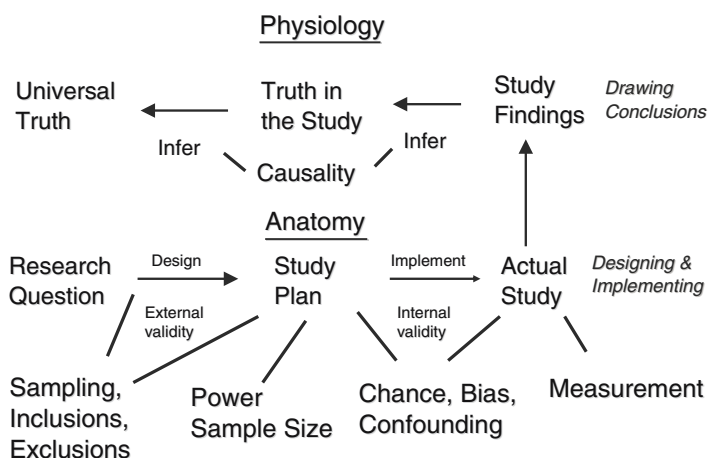 Physiology
Universal
Truth
Truth in
the Study
Study
Findings
Drawing
Conclusions
Infer
Infer
Causality
Anatomy
Research
Question
Design
Study
Plan
Implement
Actual
Study
Designing &
Implementing
External
validity
Internal
validity
Sampling,
Inclusions,
Exclusions
Power
Sample Size
Chance, Bias,
Confounding
Measurement